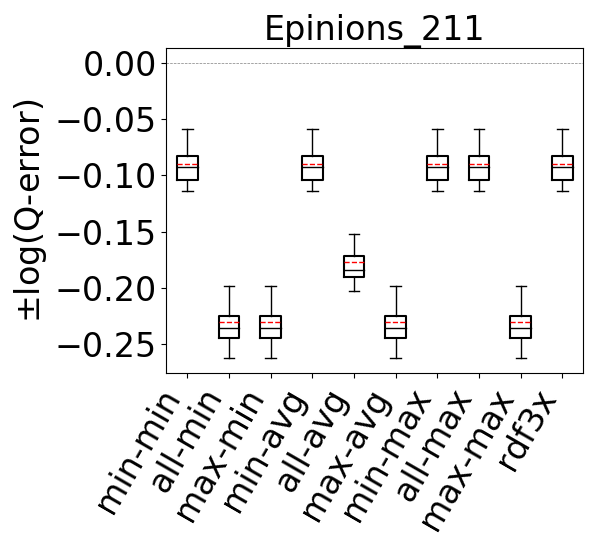 Epinions_211
±log(Q-error)
0.00
−0.05
−0.10
−0.15
−0.20
−0.25
min-min
all-min
max-min
min-avg
all-avg
max-avg
min-max
all-max
max-max
rdf3x